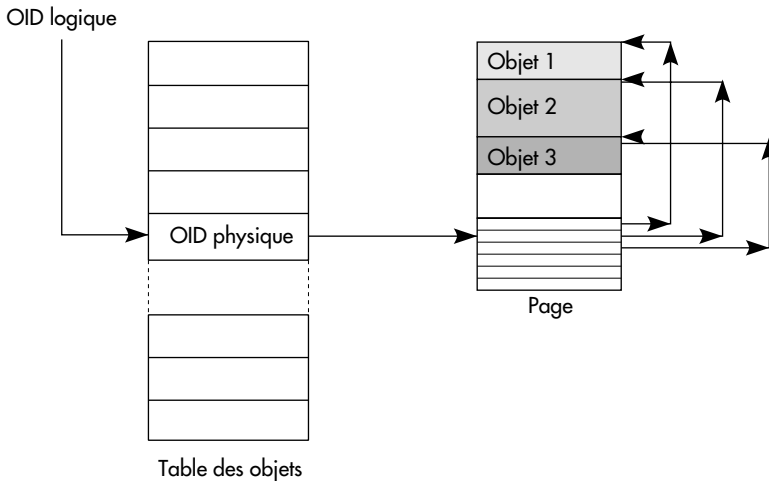 OID logique
Objet 1
Objet 2
Objet 3
OID physique
Page
Table des objets